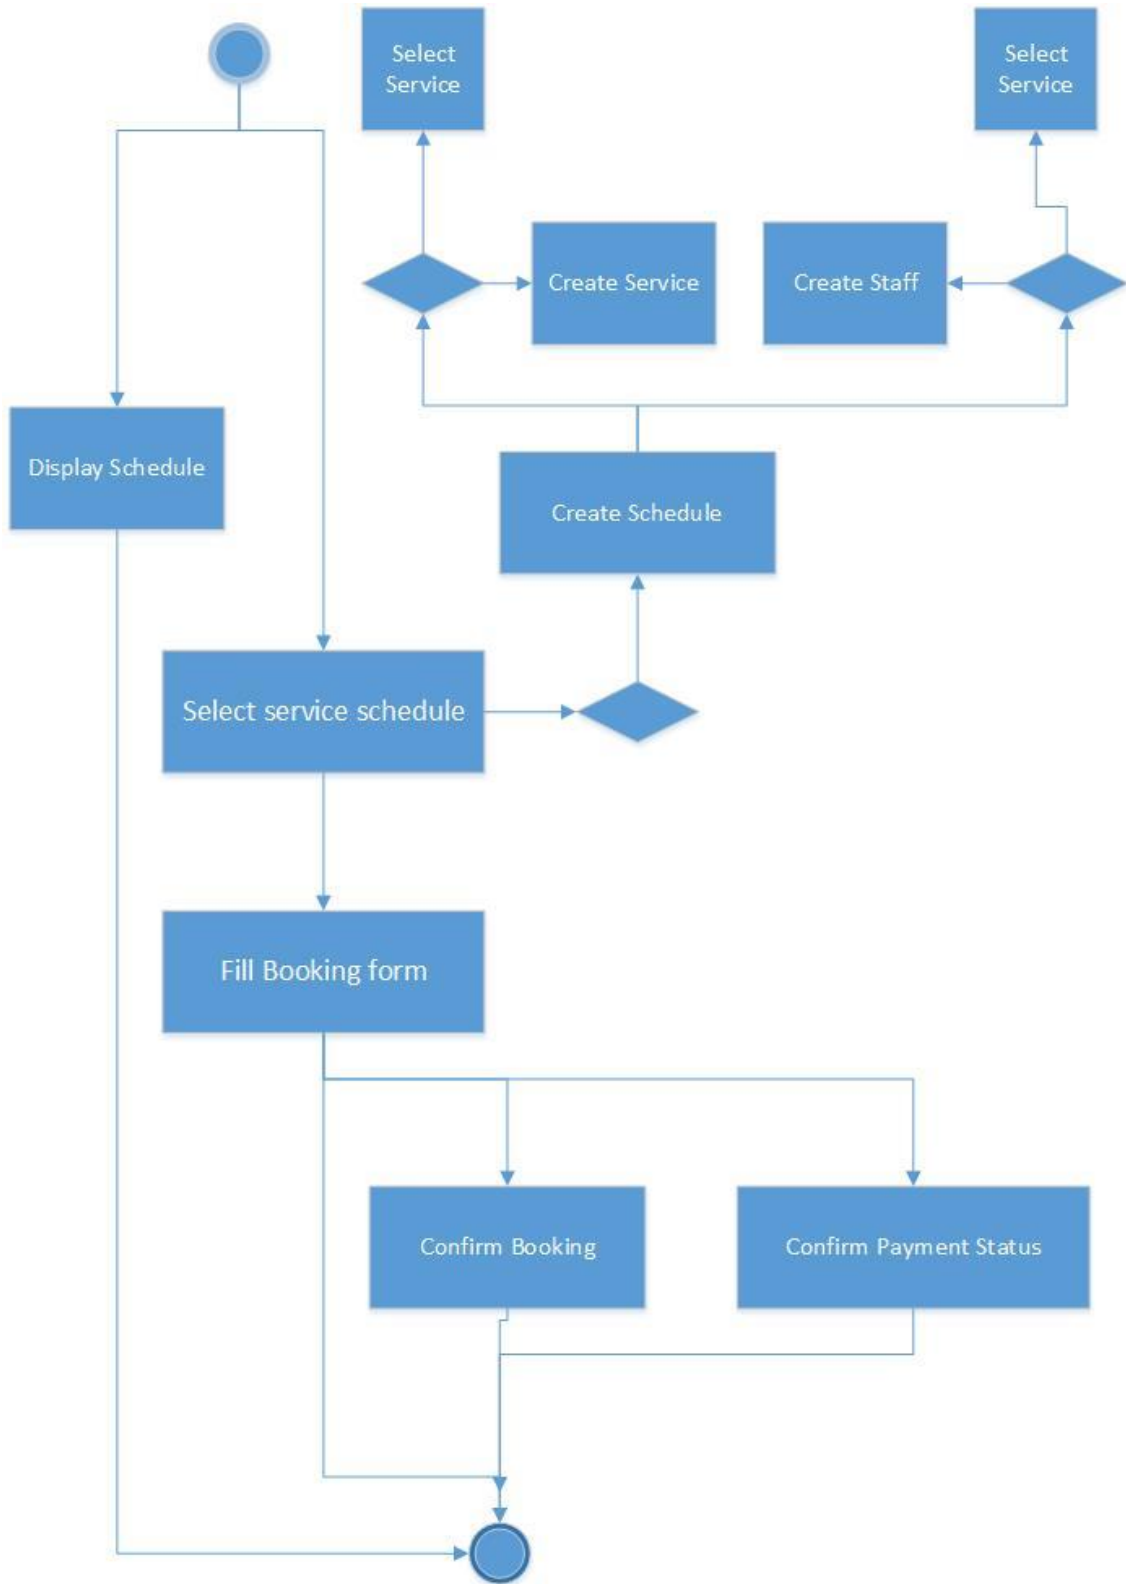 Select
Service
Select
Service
Create Service
Create Staff
Display Schedule
Create Schedule
Select service schedule
Fill Booking form
Confirm Booking
Confirm Payment Status